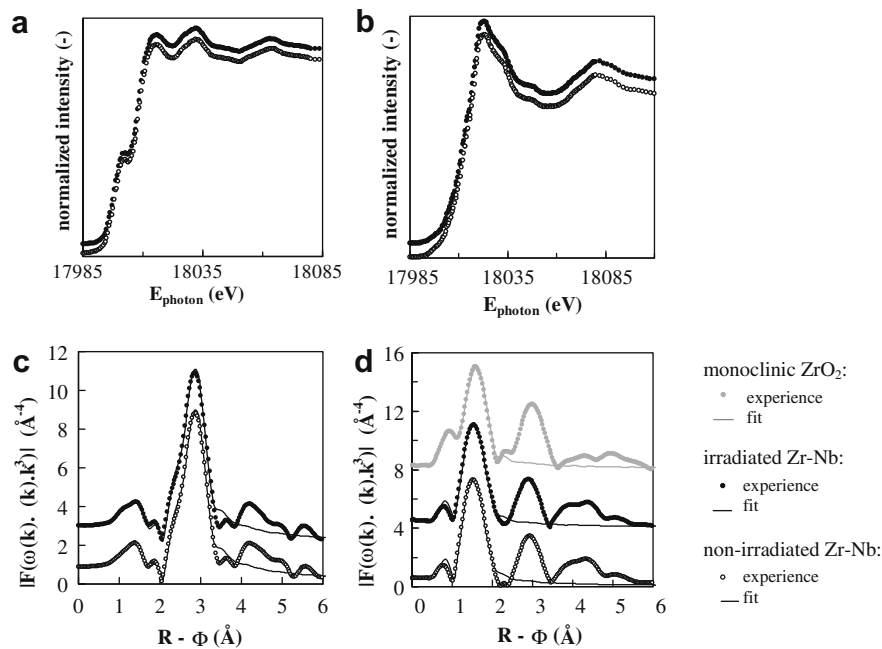 a
b
normalized intensity (-)
normalized intensity (-)
17985
18035
18085
17985
18035
18085
E_photon (eV)
E_photon (eV)
c
d
12
10
8
6
4
2
0
16
12
8
4
0
|F(ω(k). (k).k³)| (Å⁻⁴)
|F(ω(k). (k).k³)| (Å⁻⁴)
0 1 2 3 4 5 6
0 1 2 3 4 5 6
R - Φ (Å)
R - Φ (Å)
monoclinic ZrO₂:
experience
fit
irradiated Zr-Nb:
experience
fit
non-irradiated Zr-Nb:
experience
fit